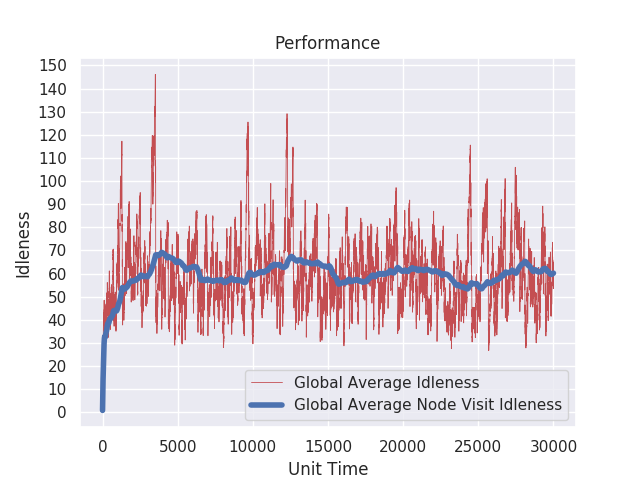 Performance
150
140
130
120
110
100
90
80
70
60
50
40
30
20
10
0
Idleness
0 5000 10000 15000 20000 25000 30000
Unit Time
Global Average Idleness
Global Average Node Visit Idleness